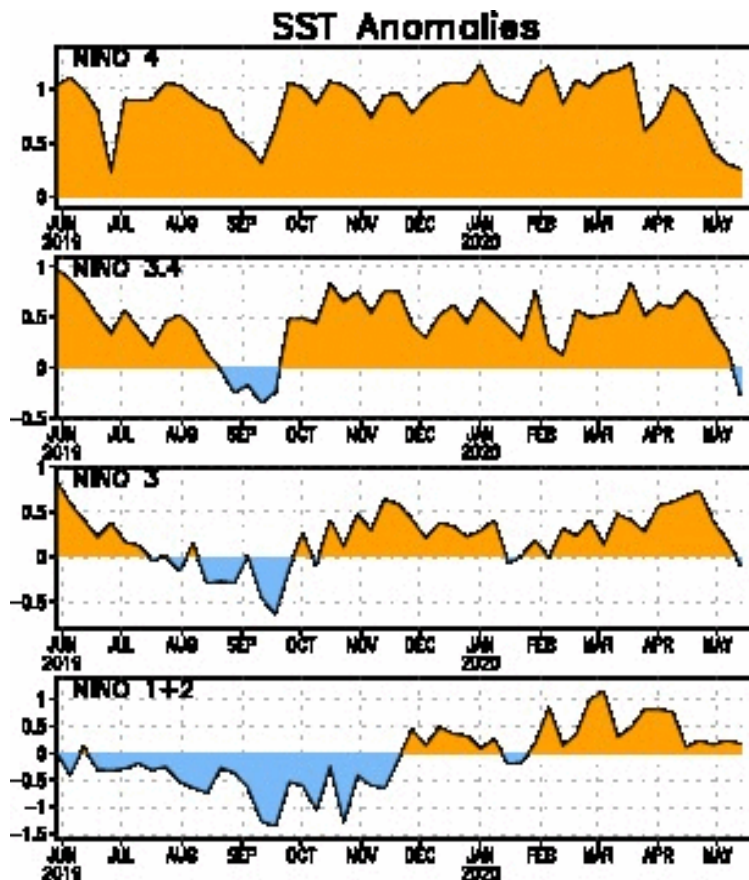 SST Anomalies
NINO 4
1
0.5
0
JUN JUL AUG SEP OCT NOV DEC JAN FEB MAR APR MAY
2019 2020
NINO 3.4
1
0.5
0
-0.5
JUN JUL AUG SEP OCT NOV DEC JAN FEB MAR APR MAY
2019 2020
NINO 3
1
0.5
0
-0.5
JUN JUL AUG SEP OCT NOV DEC JAN FEB MAR APR MAY
2019 2020
NINO 1+2
1
0.5
0
-0.5
-1
-1.5
JUN JUL AUG SEP OCT NOV DEC JAN FEB MAR APR MAY
2019 2020